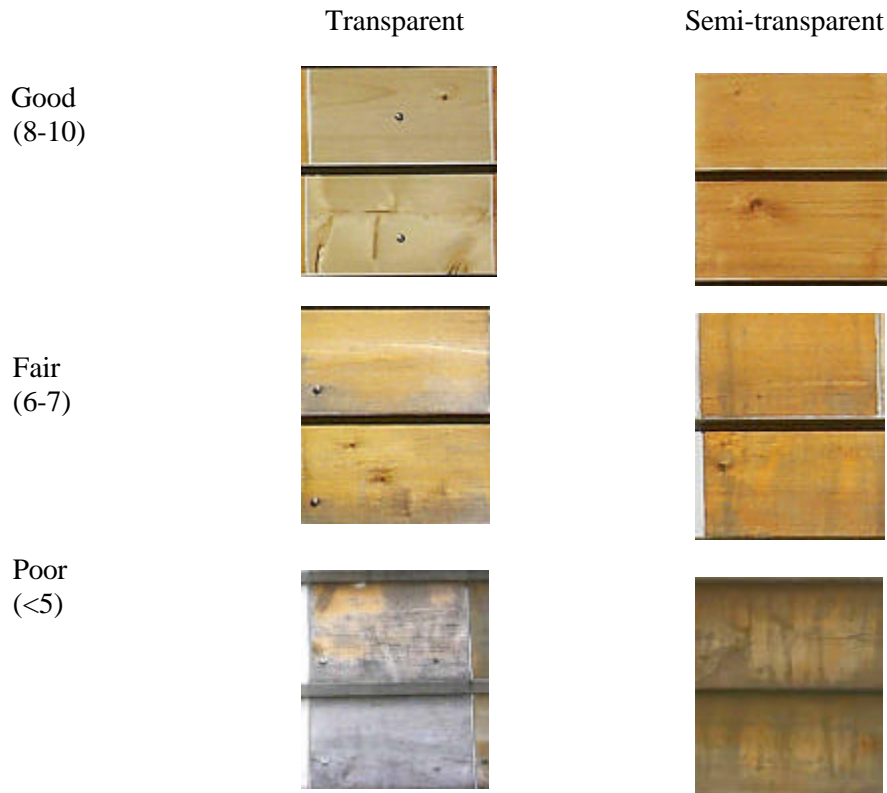 Transparent
Semi-transparent
Good
(8-10)
Fair
(6-7)
Poor
(<5)